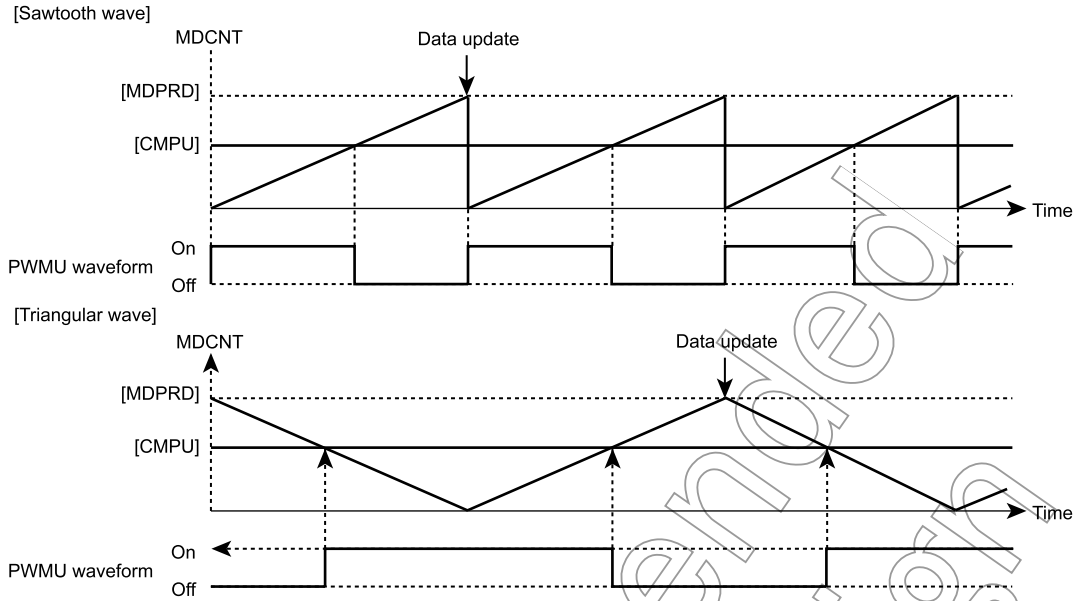 [Sawtooth wave]
MDCNT
Data update
[MDPRD]
[CMPU]
Time
On
PWMU waveform
Off
[Triangular wave]
MDCNT
Data update
[MDPRD]
[CMPU]
Time
On
PWMU waveform
Off